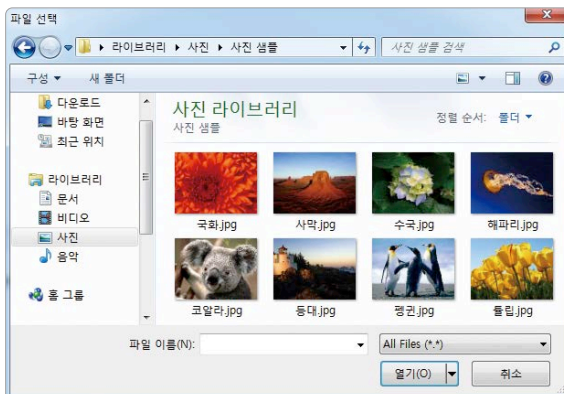 파일 선택
라이브러리 ▸ 사진 ▸ 사진 샘플
사진 샘플 검색
구성 ▼ 새 폴더
다운로드
바탕 화면
최근 위치
라이브러리
문서
비디오
사진
음악
홈 그룹
사진 라이브러리
사진 샘플
정렬 순서: 폴더 ▼
국화.jpg 사막.jpg 수국.jpg 해파리.jpg
코알라.jpg 등대.jpg 펭귄.jpg 튤립.jpg
파일 이름(N): All Files (*.*)
열기(O) 취소